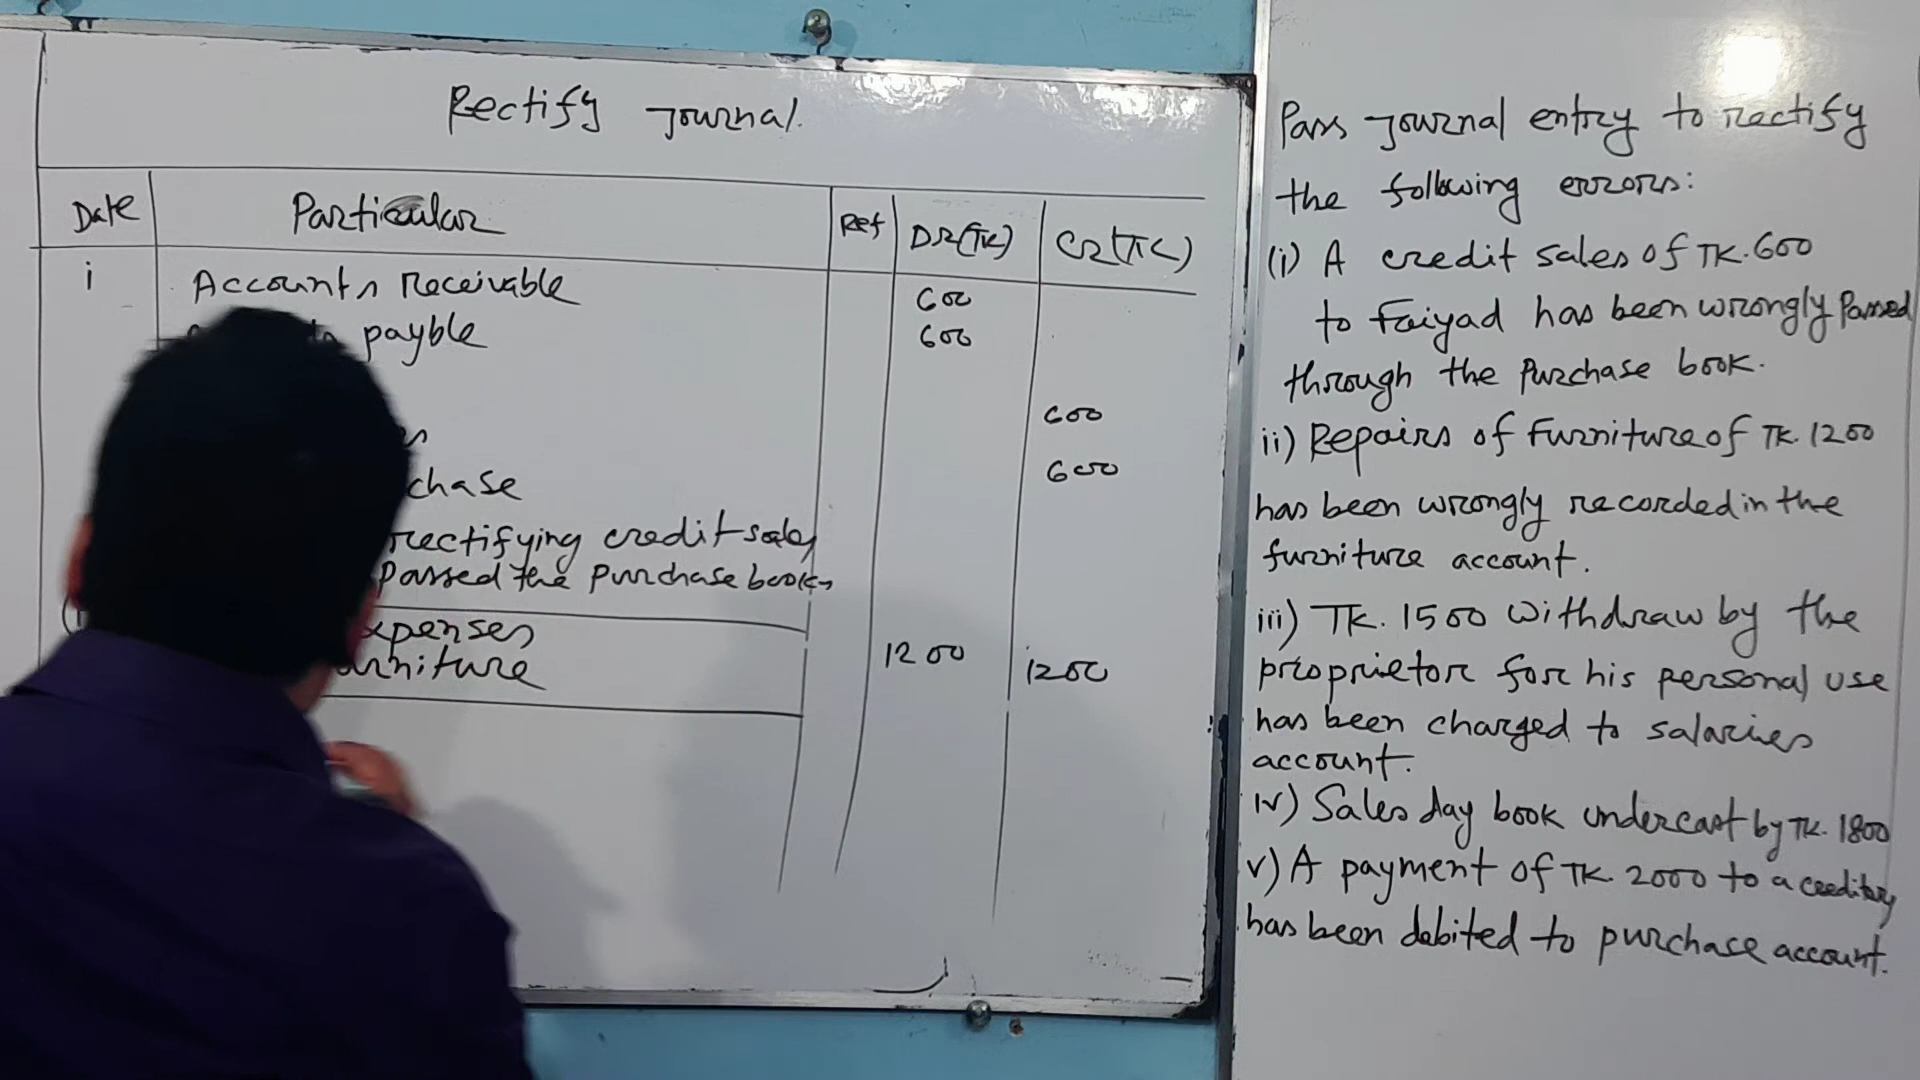 Rectify Journal.
Date Particular Ref Dr(TK) Cr(TK)
i Accounts Receivable 600
payble 600
600
chase 600
rectifying credit sales
passed the purchase book,
expenses 1200
urniture 1200
Pass Journal entry to rectify
the following errors:
(i) A credit sales of TK.600
to Faiyad has been wrongly Passed
through the Purchase book.
ii) Repairs of Furniture of TK. 1200
has been wrongly recorded in the
furniture account.
iii) TK. 1500 Withdraw by the
proprietor for his personal use
has been charged to salaries
account.
iv) Sales day book undercast by TK. 1800
v) A payment of TK. 2000 to a creditors
has been debited to purchase account.